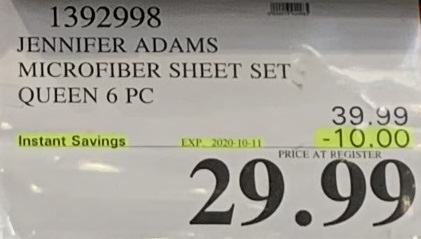 1392998
JENNIFER ADAMS
MICROFIBER SHEET SET
QUEEN 6 PC
39.99
Instant Savings EXP. 2020-10-11 -10.00
PRICE AT REGISTER
29.99